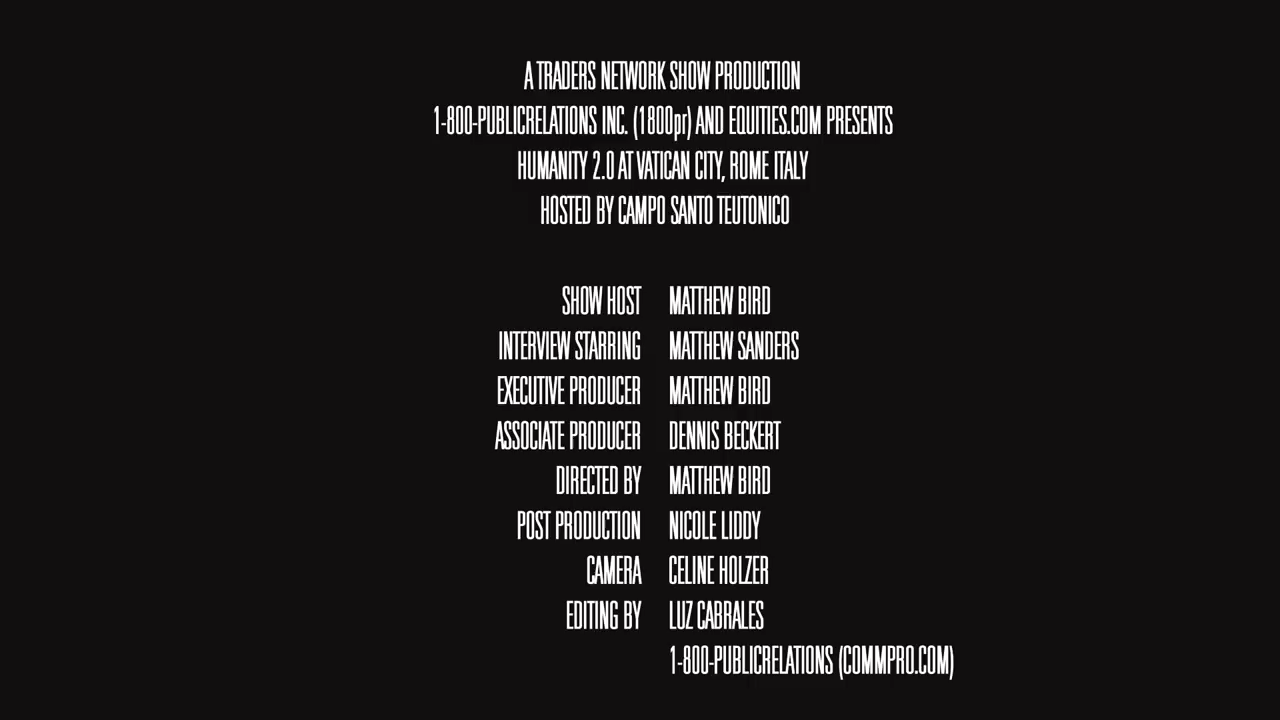 A TRADERS NETWORK SHOW PRODUCTION
1-800-PUBLICRELATIONS INC. (1800pr) AND EQUITIES.COM PRESENTS
HUMANITY 2.0 AT VATICAN CITY, ROME ITALY
HOSTED BY CAMPO SANTO TEUTONICO
SHOW HOST MATTHEW BIRD
INTERVIEW STARRING MATTHEW SANDERS
EXECUTIVE PRODUCER MATTHEW BIRD
ASSOCIATE PRODUCER DENNIS BECKERT
DIRECTED BY MATTHEW BIRD
POST PRODUCTION NICOLE LIDDY
CAMERA CELINE HOLZER
EDITING BY LUZ CABRALES
1-800-PUBLICRELATIONS (COMMPRO.COM)